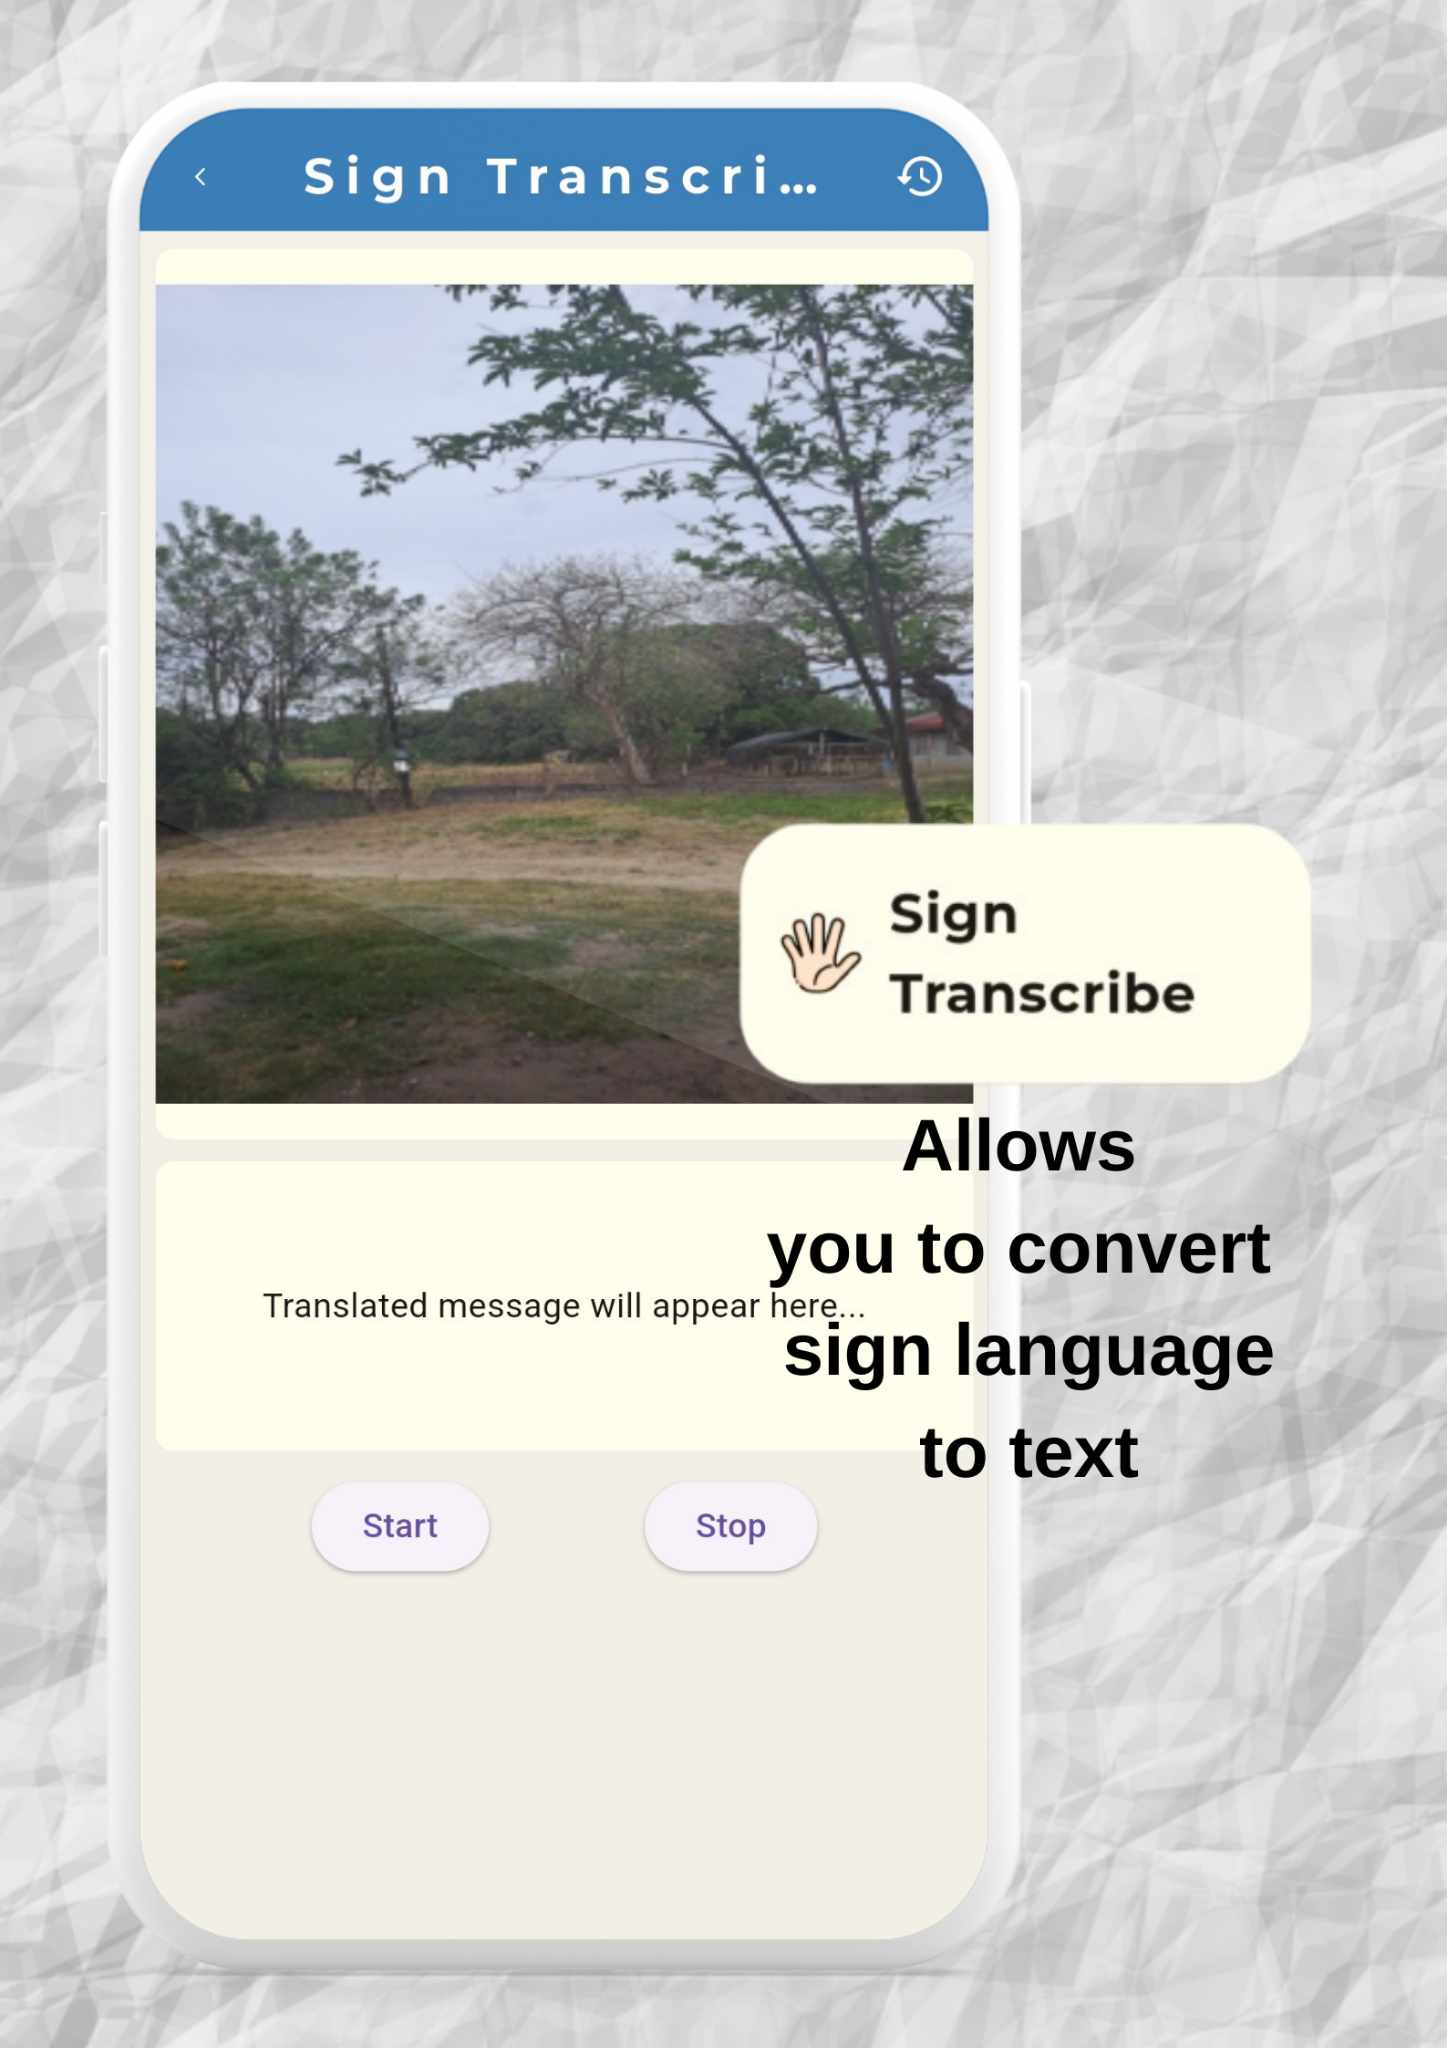 Sign Transcri...
Sign
Transcribe
Allows
you to convert
Translated message will appear here...
sign language
to text
Start
Stop